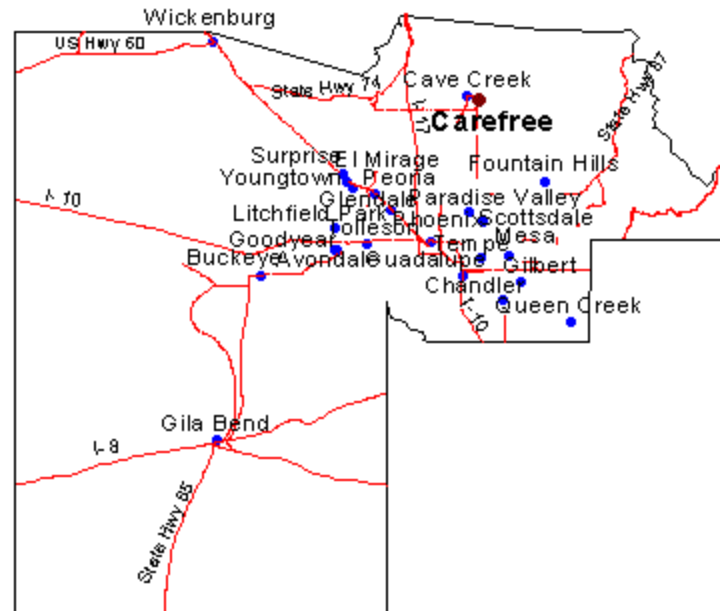 Wickenburg
US Hwy 60
State Hwy 74
Cave Creek
I-17
State Hwy 87
Carefree
Surprise
El Mirage
Fountain Hills
Youngtown
Peoria
I- 10
Glendale
Paradise Valley
Litchfield Park
Phoenix
Scottsdale
Tolleson
Mesa
Goodyear
Tempe
Buckeye
Avondale
Guadalupe
Gilbert
Chandler
I-10
Queen Creek
Gila Bend
I- 8
State Hwy 85